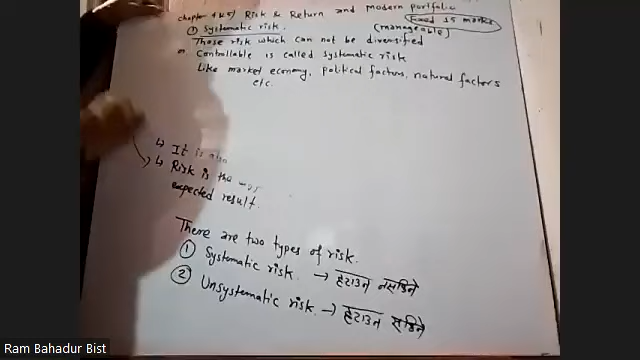 chapter 4 (5) Risk & Return and modern portfolio
Fixed 15 marks
① Systematic risk. (manageable)
Those risk which can not be diversified
or controllable is called systematic risk
Like market economy, political factors, natural factors
etc.
↳ It is also
↳ Risk is the
expected result.
There are two types of risk.
① Systematic risk. → हटाउन नसकिने
② Unsystematic risk. → हटाउन सकिने
Ram Bahadur Bist